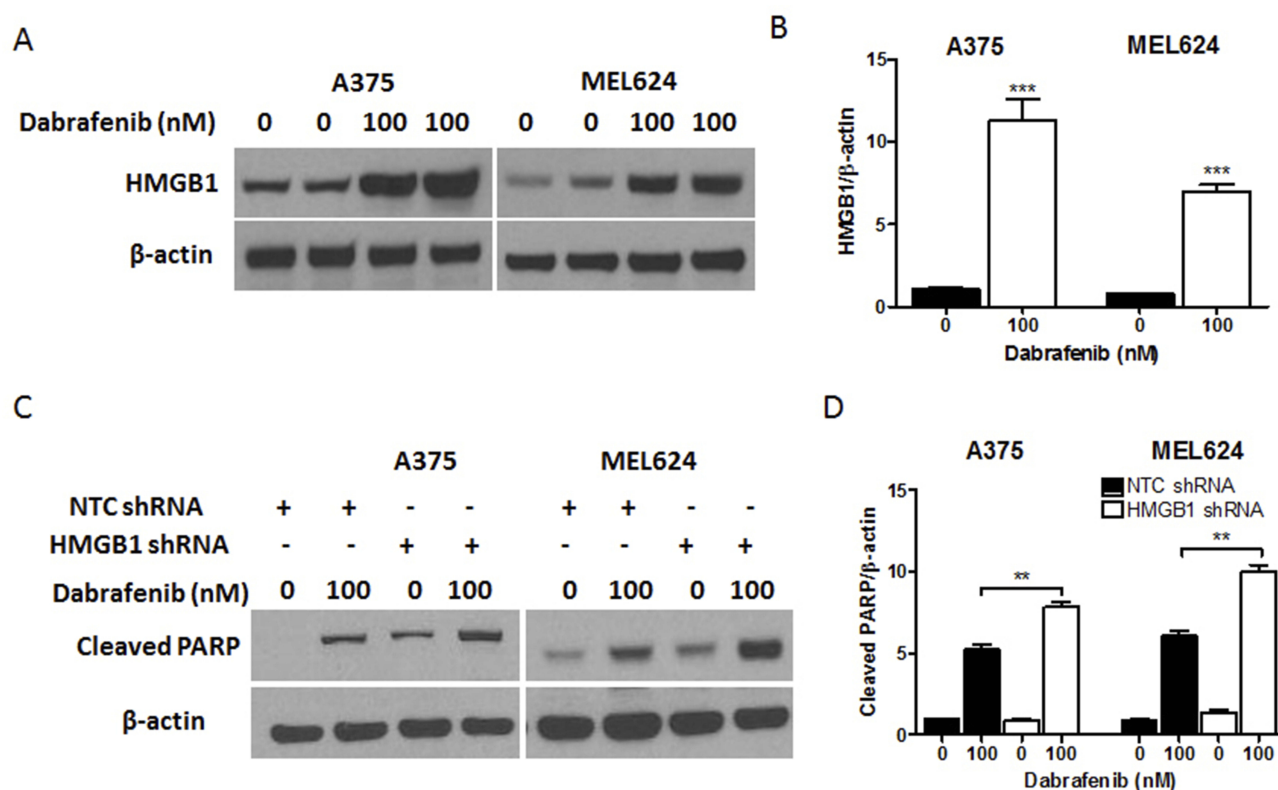 A
A375 MEL624
Dabrafenib (nM) 0 0 100 100 0 0 100 100
HMGB1
β-actin
B
A375 MEL624
15
10
5
0
HMGB1/β-actin
*** ***
0 100 0 100
Dabrafenib (nM)
C
A375 MEL624
NTC shRNA + + - - + + - -
HMGB1 shRNA - - + + - - + +
Dabrafenib (nM) 0 100 0 100 0 100 0 100
Cleaved PARP
β-actin
D
A375 MEL624
NTC shRNA
HMGB1 shRNA
15
10
5
0
Cleaved PARP/β-actin
** **
0 100 0 100 0 100 0 100
Dabrafenib (nM)